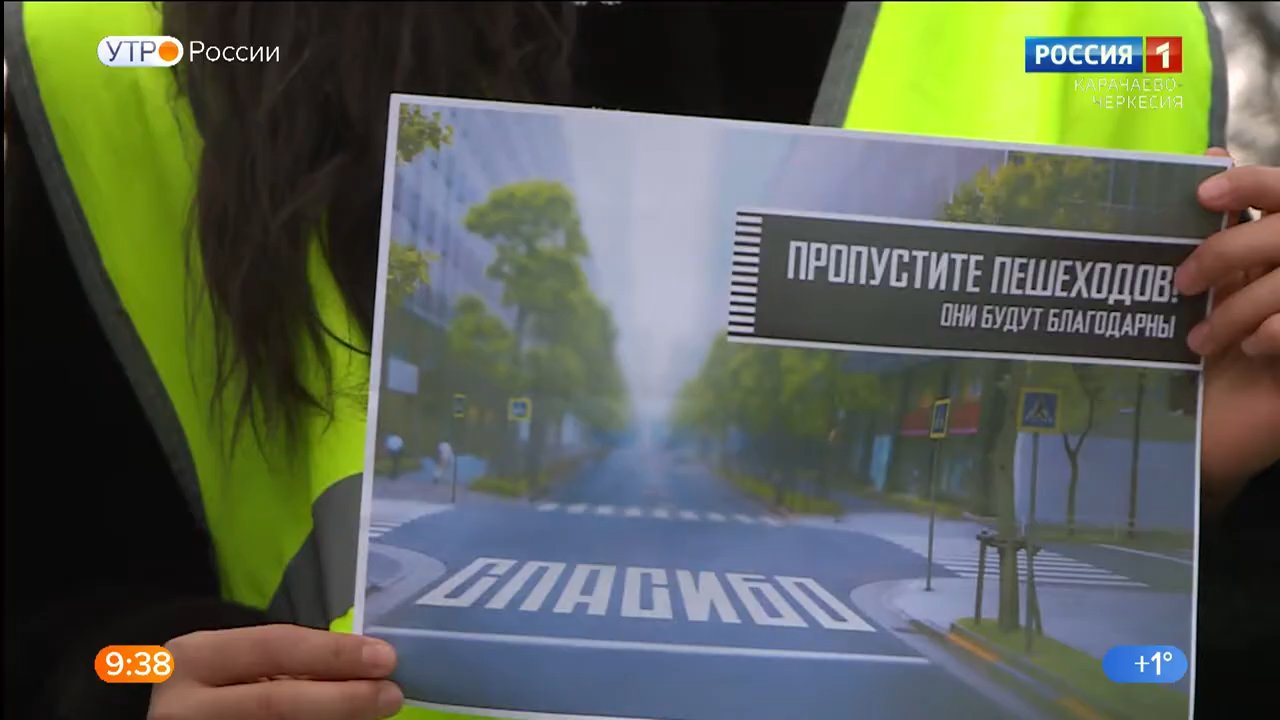 УТРО России
РОССИЯ 1
КАРАЧАЕВО-
ЧЕРКЕСИЯ
ПРОПУСТИТЕ ПЕШЕХОДОВ!
ОНИ БУДУТ БЛАГОДАРНЫ
СПАСИБО
9:38
+1°